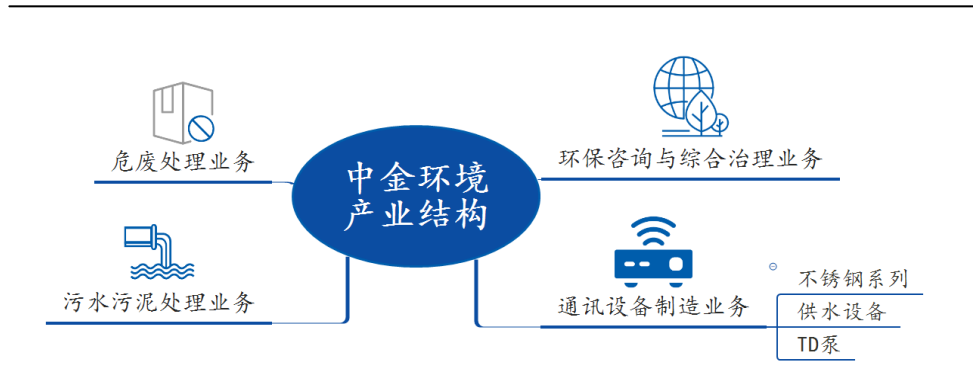 危废处理业务
环保咨询与综合治理业务
中金环境
产业结构
污水污泥处理业务
通讯设备制造业务
不锈钢系列
供水设备
TD泵